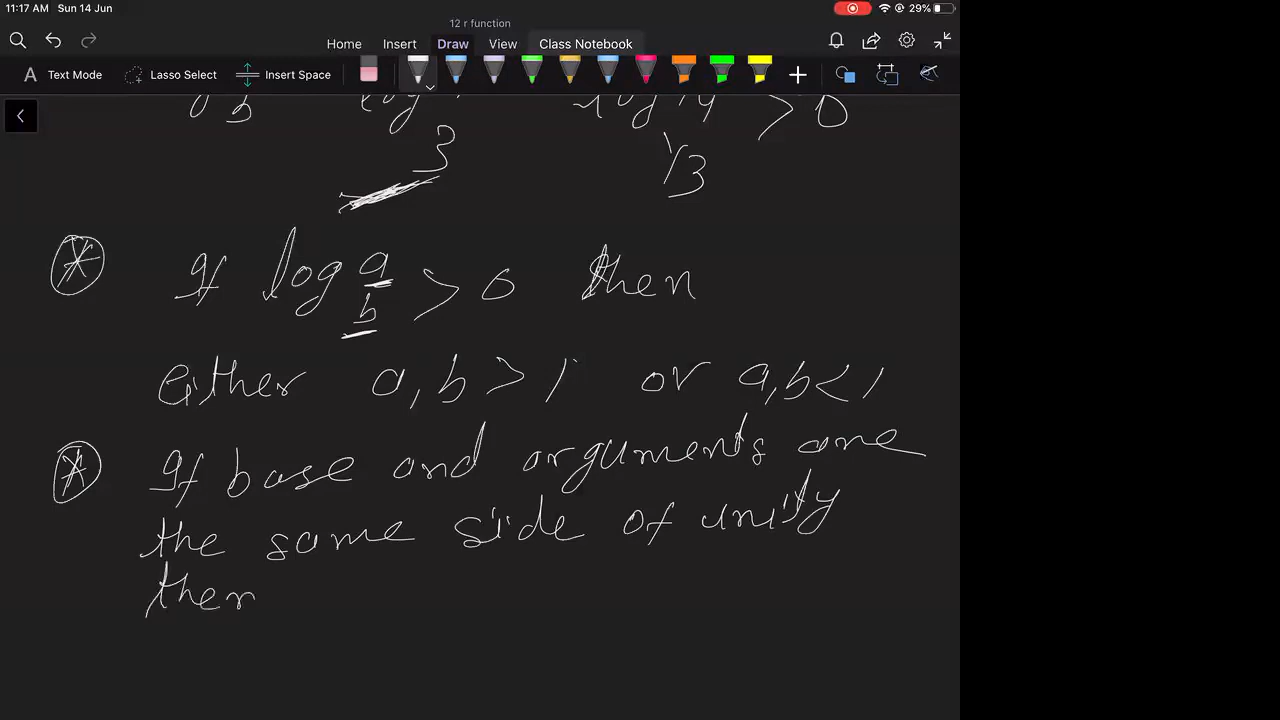 11:17 AM Sun 14 Jun
29%
12 r function
Home Insert Draw View Class Notebook
A Text Mode Lasso Select Insert Space
> 0
3
1/3
If log a > 0 then
b
either a, b > 1 or a, b < 1
If base and arguments are
the same side of unity
then